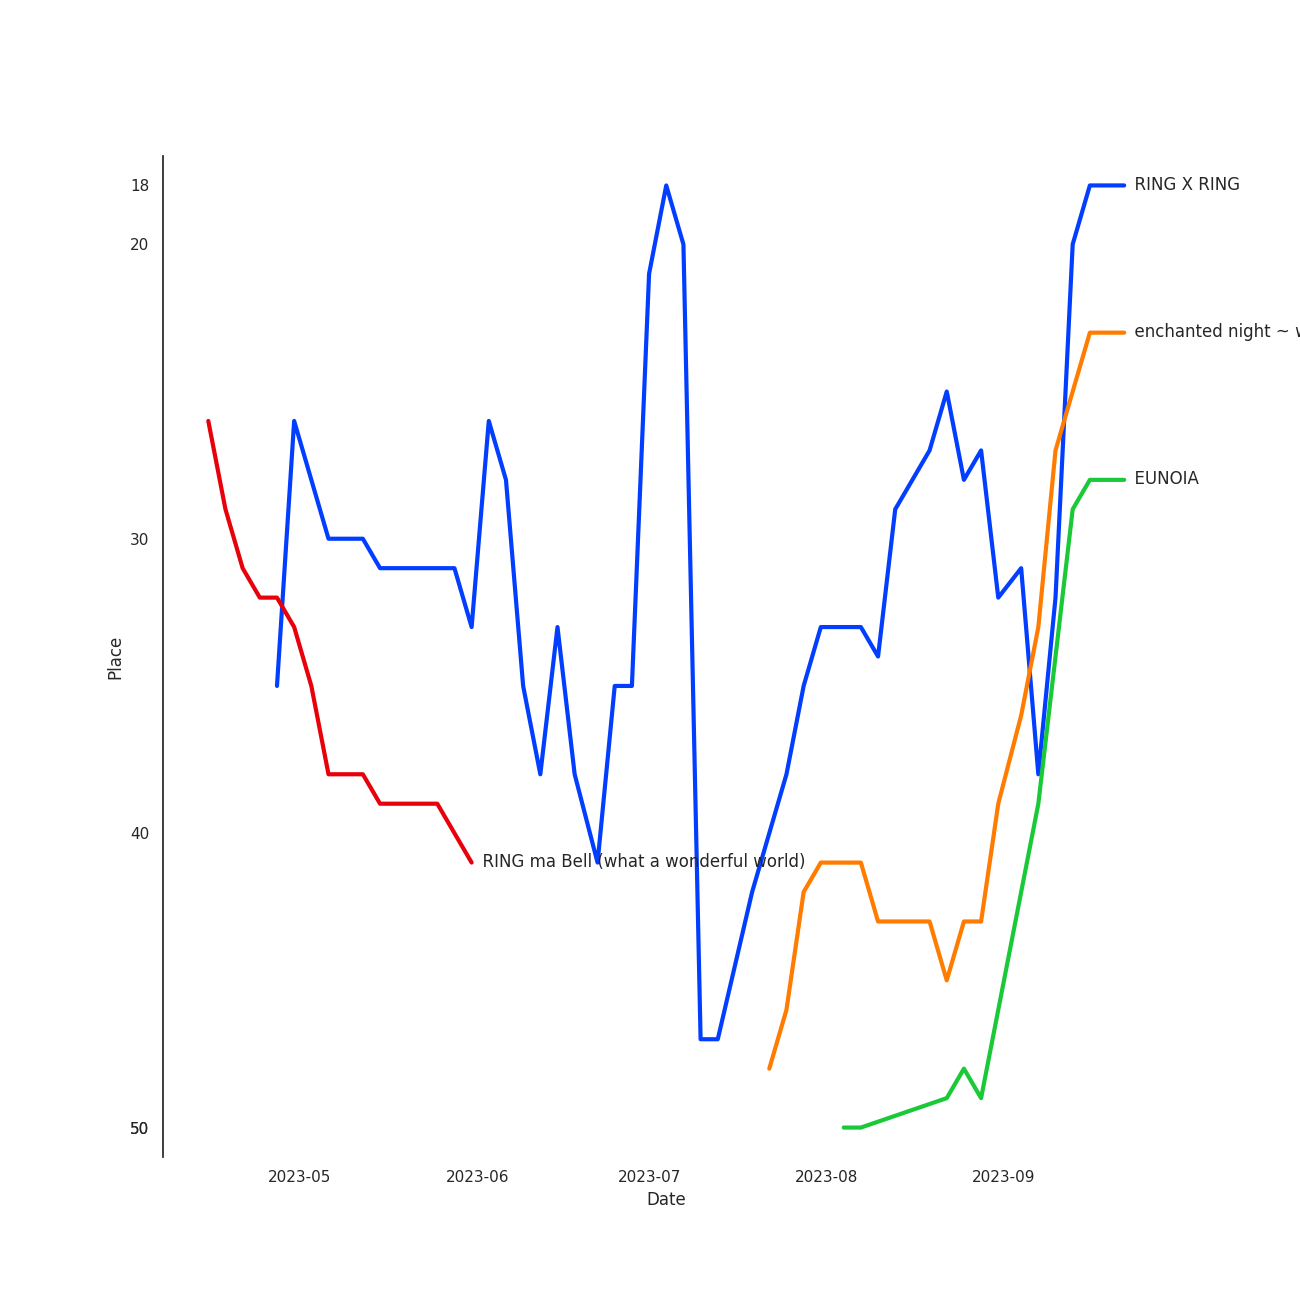 18
RING X RING
20
enchanted night ~
EUNOIA
30
Place
40
RING ma Bell (what a wonderful world)
50
2023-05 2023-06 2023-07 2023-08 2023-09
Date